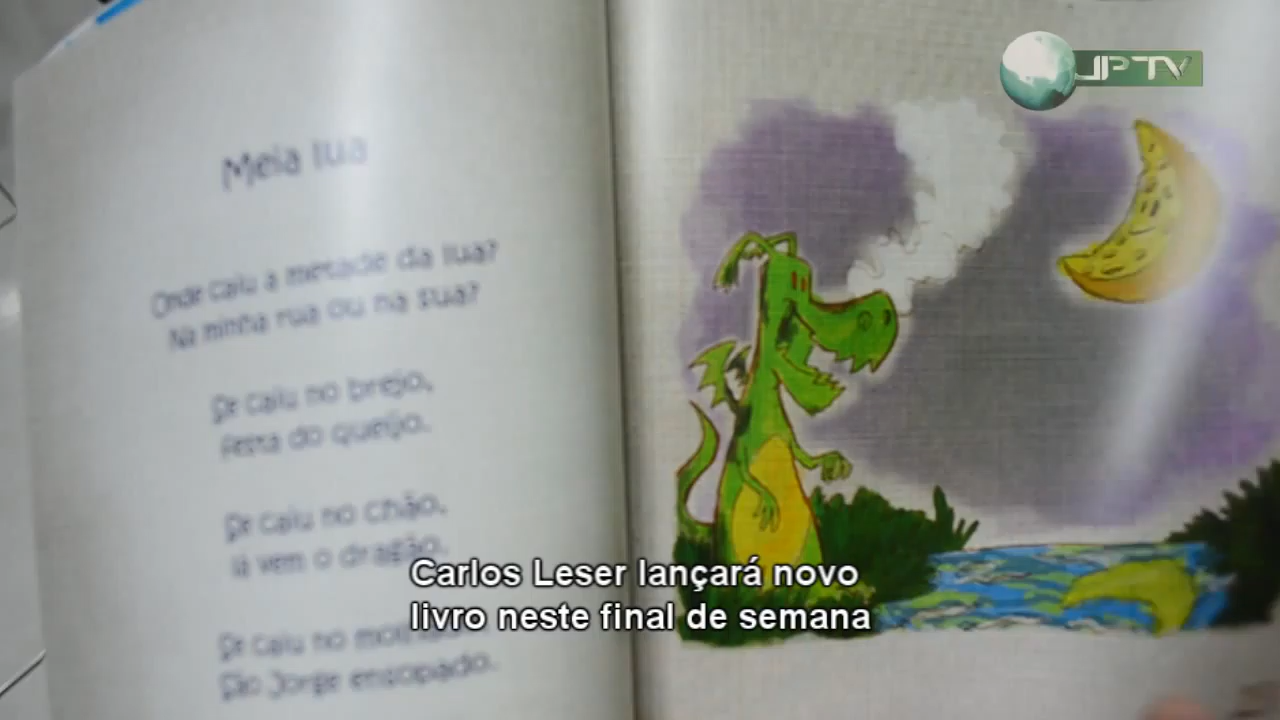 JPTV
Meia lua
Onde caiu a metade da lua?
Na minha rua ou na sua?
Se caiu no brejo,
festa do queijo.
Se caiu no chão,
lá vem o dragão.
Se caiu no
São Jorge ensopado.
Carlos Leser lançará novo
livro neste final de semana